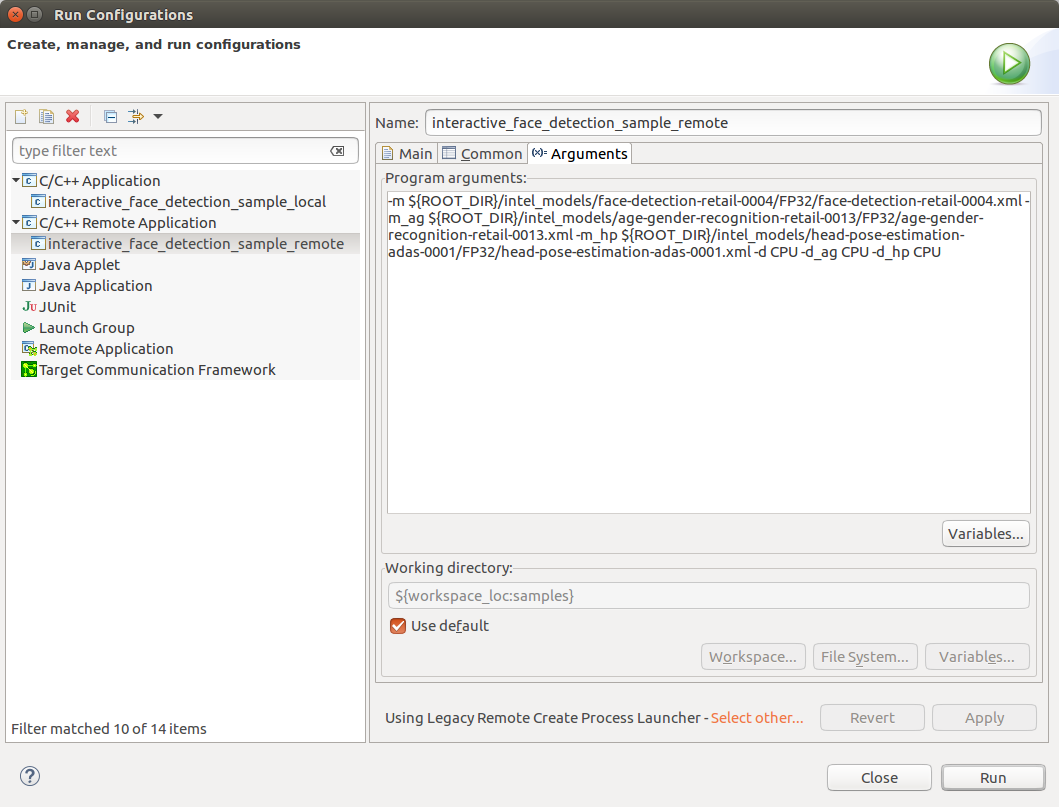 Run Configurations
Create, manage, and run configurations
type filter text
C/C++ Application
interactive_face_detection_sample_local
C/C++ Remote Application
interactive_face_detection_sample_remote
Java Applet
Java Application
JUnit
Launch Group
Remote Application
Target Communication Framework
Filter matched 10 of 14 items
Name: interactive_face_detection_sample_remote
Main Common (x)= Arguments
Program arguments:
-m ${ROOT_DIR}/intel_models/face-detection-retail-0004/FP32/face-detection-retail-0004.xml -
m_ag ${ROOT_DIR}/intel_models/age-gender-recognition-retail-0013/FP32/age-gender-
recognition-retail-0013.xml -m_hp ${ROOT_DIR}/intel_models/head-pose-estimation-
adas-0001/FP32/head-pose-estimation-adas-0001.xml -d CPU -d_ag CPU -d_hp CPU
Variables...
Working directory:
${workspace_loc:samples}
Use default
Workspace... File System... Variables...
Using Legacy Remote Create Process Launcher - Select other... Revert Apply
? Close Run